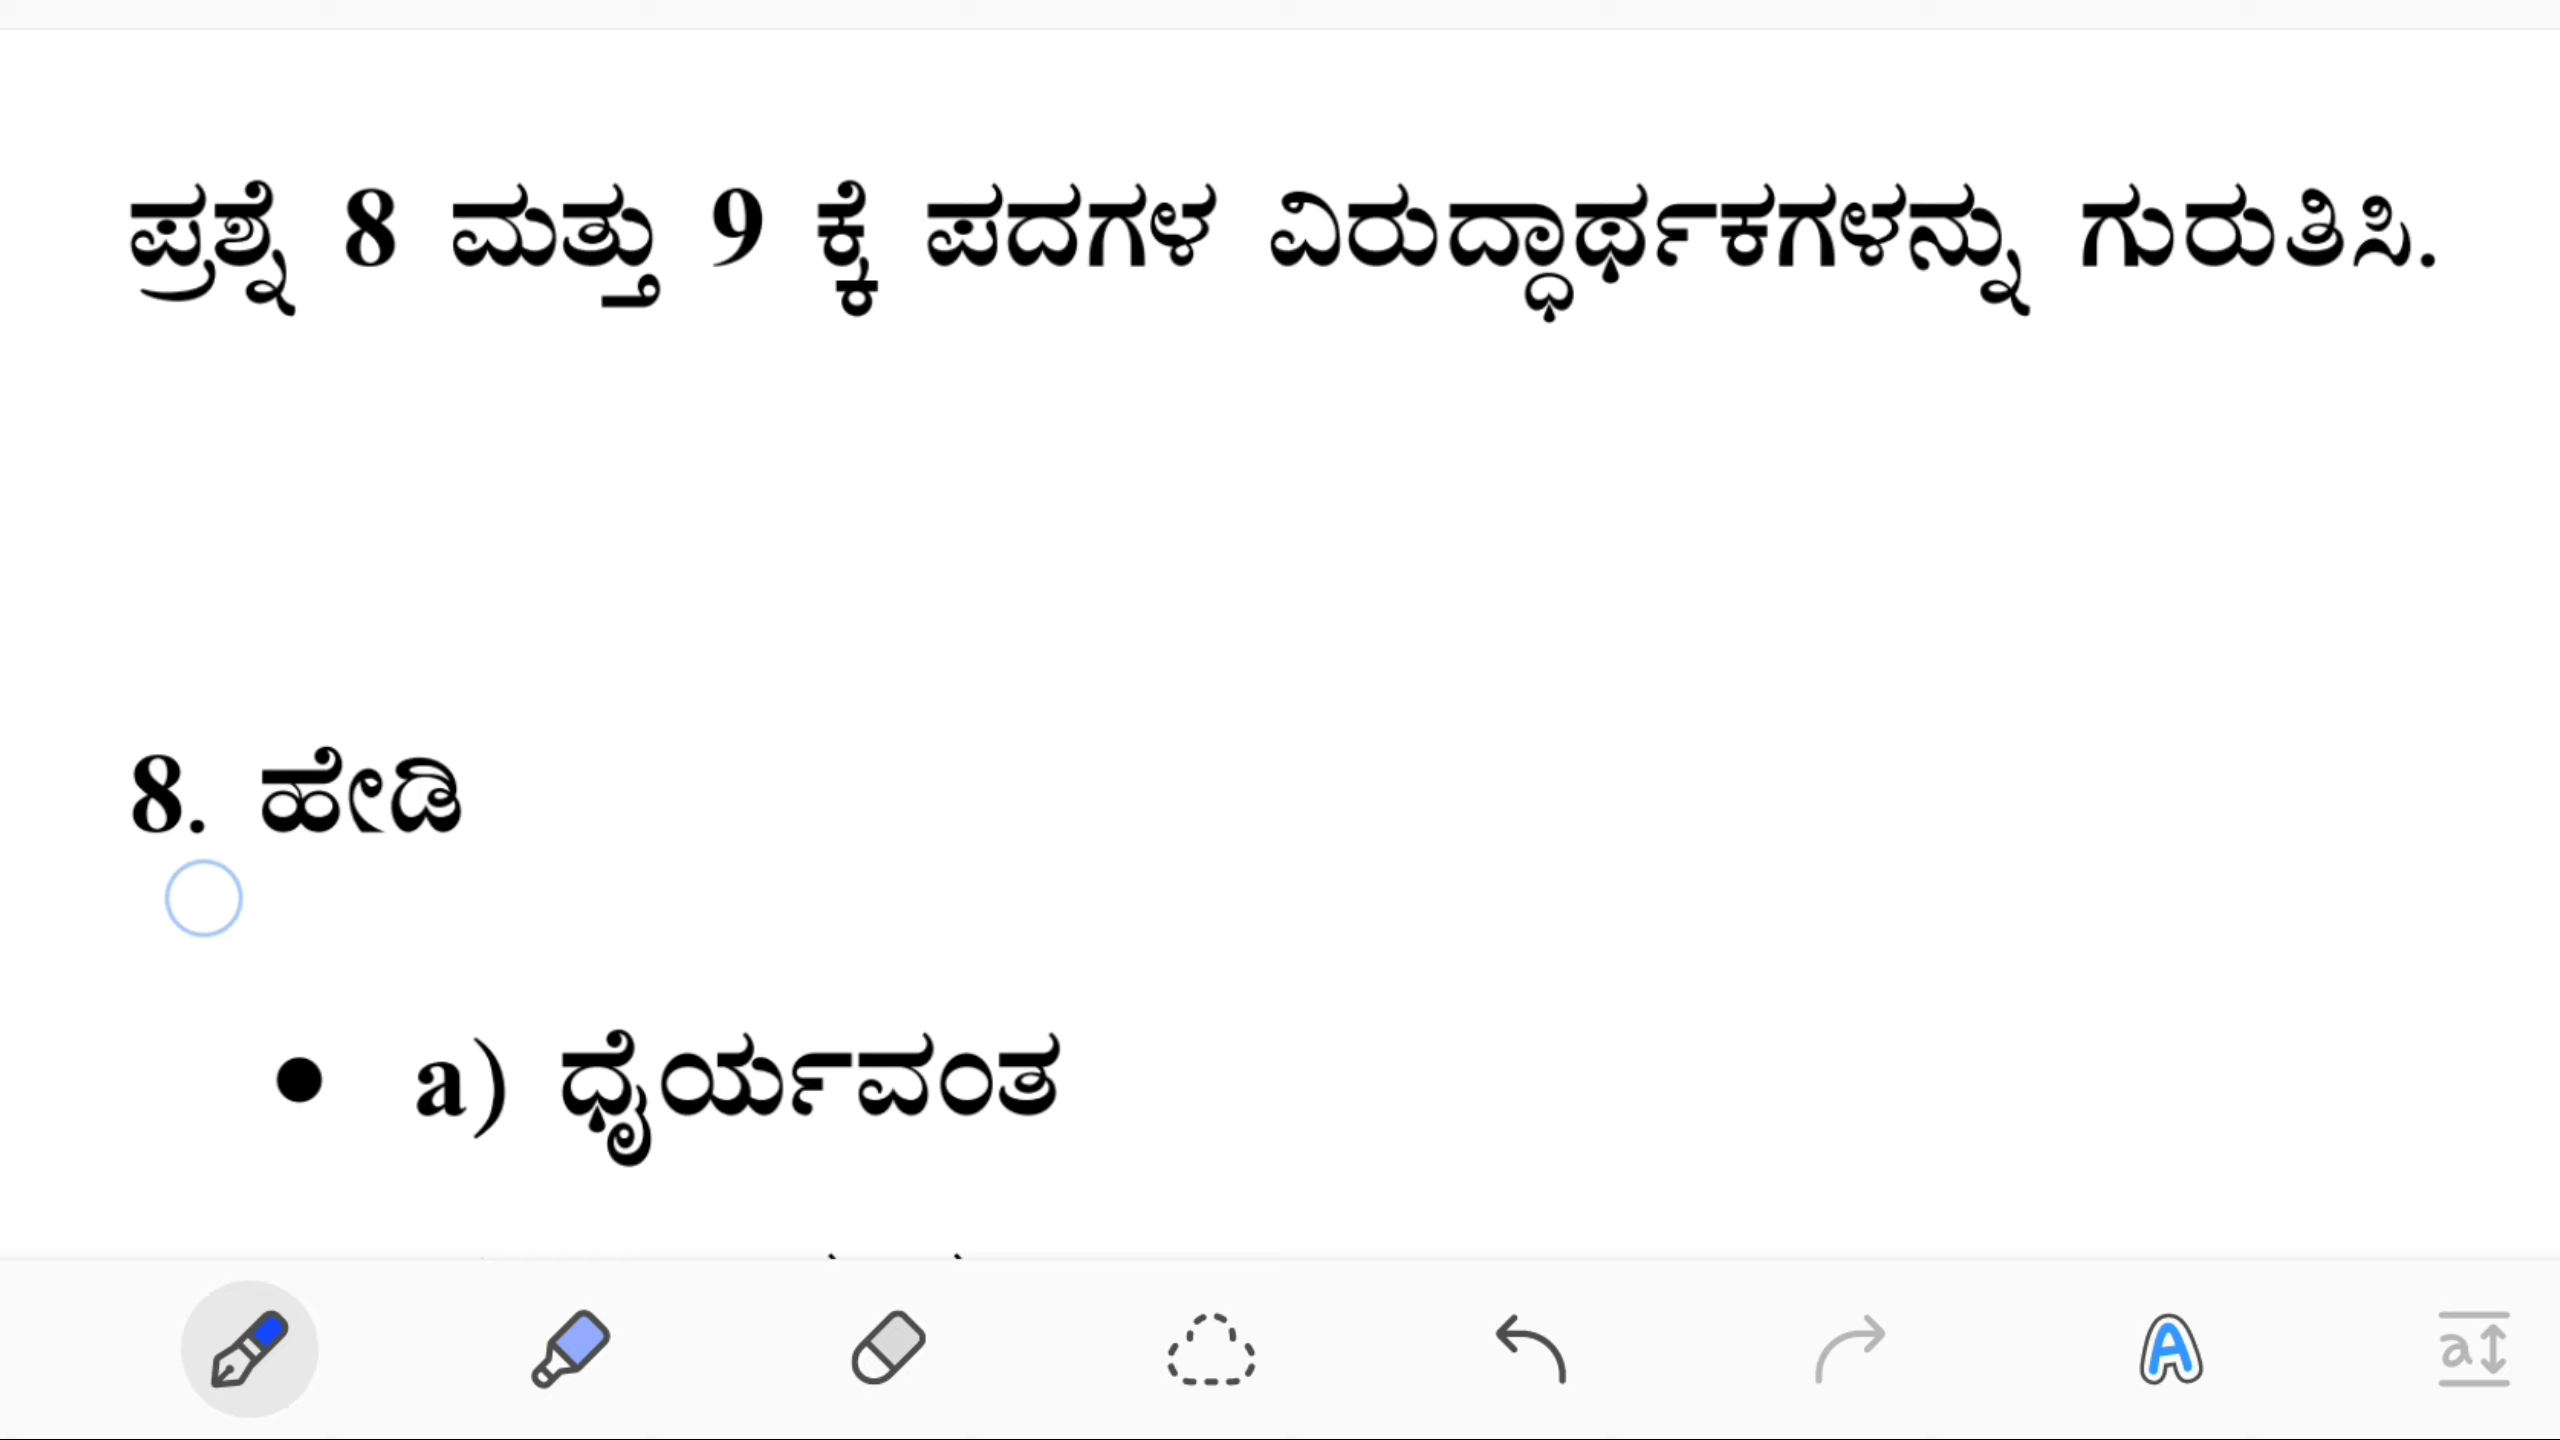 ಪ್ರಶ್ನೆ 8 ಮತ್ತು 9 ಕ್ಕೆ ಪದಗಳ ವಿರುದ್ಧಾರ್ಥಕಗಳನ್ನು ಗುರುತಿಸಿ.
8. ಹೇಡಿ
● a) ಧೈರ್ಯವಂತ